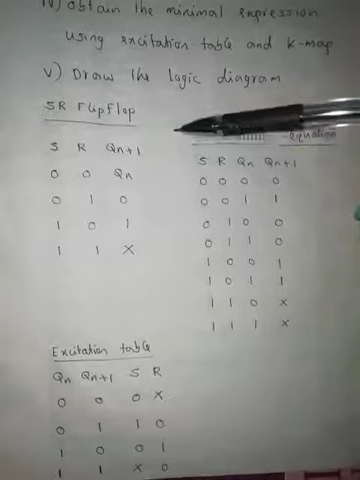 iv) obtain the minimal expression
using excitation table and K-map
v) Draw the logic diagram
SR Flipflop
S R Qn+1
0 0 Qn
0 1 0
1 0 1
1 1 X
equation
S R Qn Qn+1
0 0 0 0
0 0 1 1
0 1 0 0
0 1 1 0
1 0 0 1
1 0 1 1
1 1 0 X
1 1 1 X
Excitation table
Qn Qn+1 S R
0 0 0 X
0 1 1 0
1 0 0 1
1 1 X 0